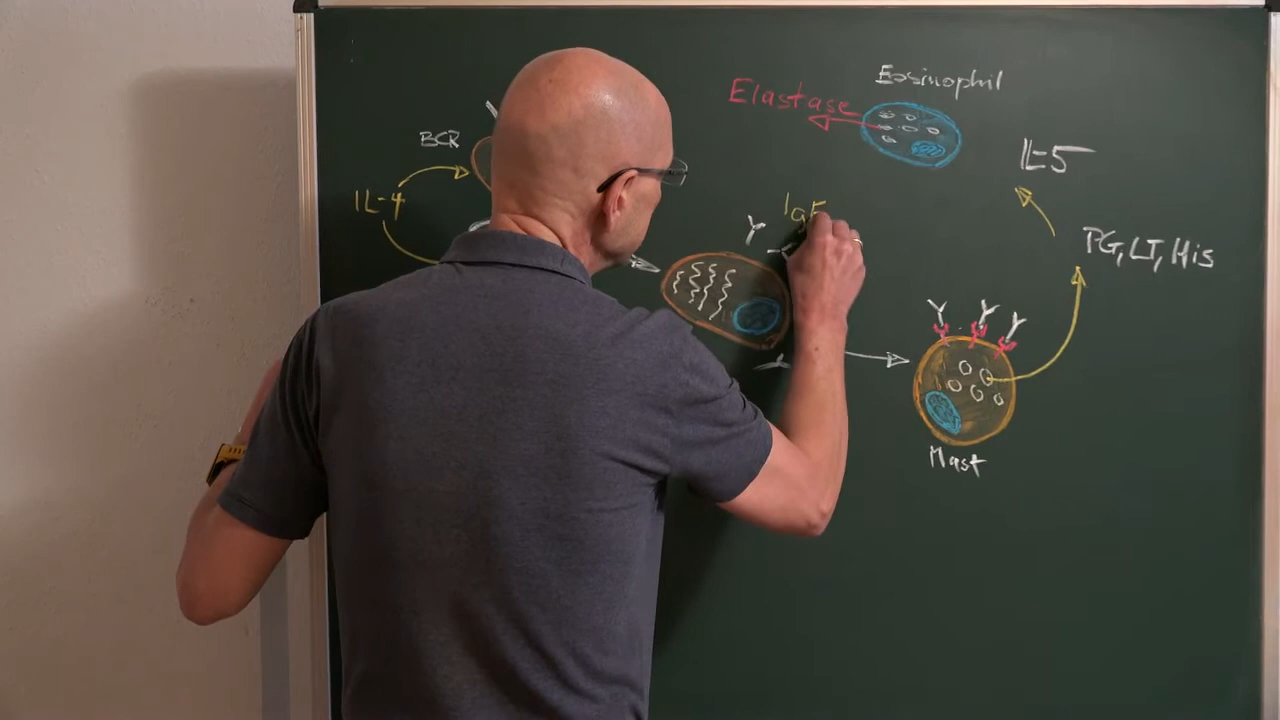 Eosinophil
Elastase
BCR
IL-5
IL-4
IgE
PG, LT, His
Mast